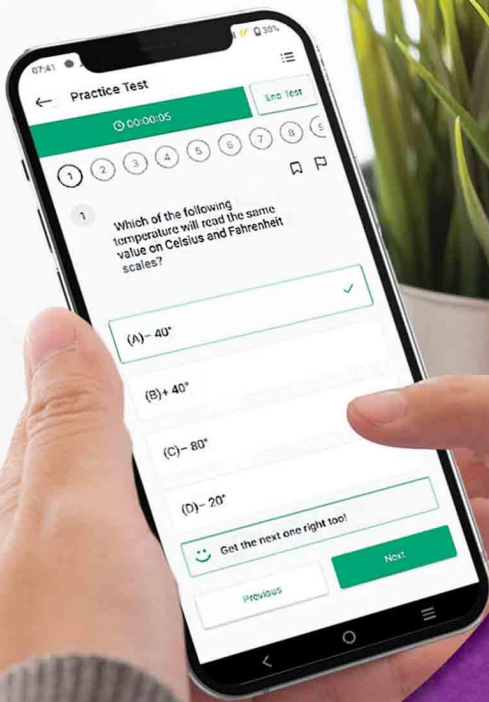 07:41
30%
Practice Test
00:00:05
End Test
1 2 3 4 5 6 7 8
1
Which of the following
temperature will read the same
value on Celsius and Fahrenheit
scales?
(A)– 40°
(B)+ 40°
(C)– 80°
(D)– 20°
Get the next one right too!
Previous
Next